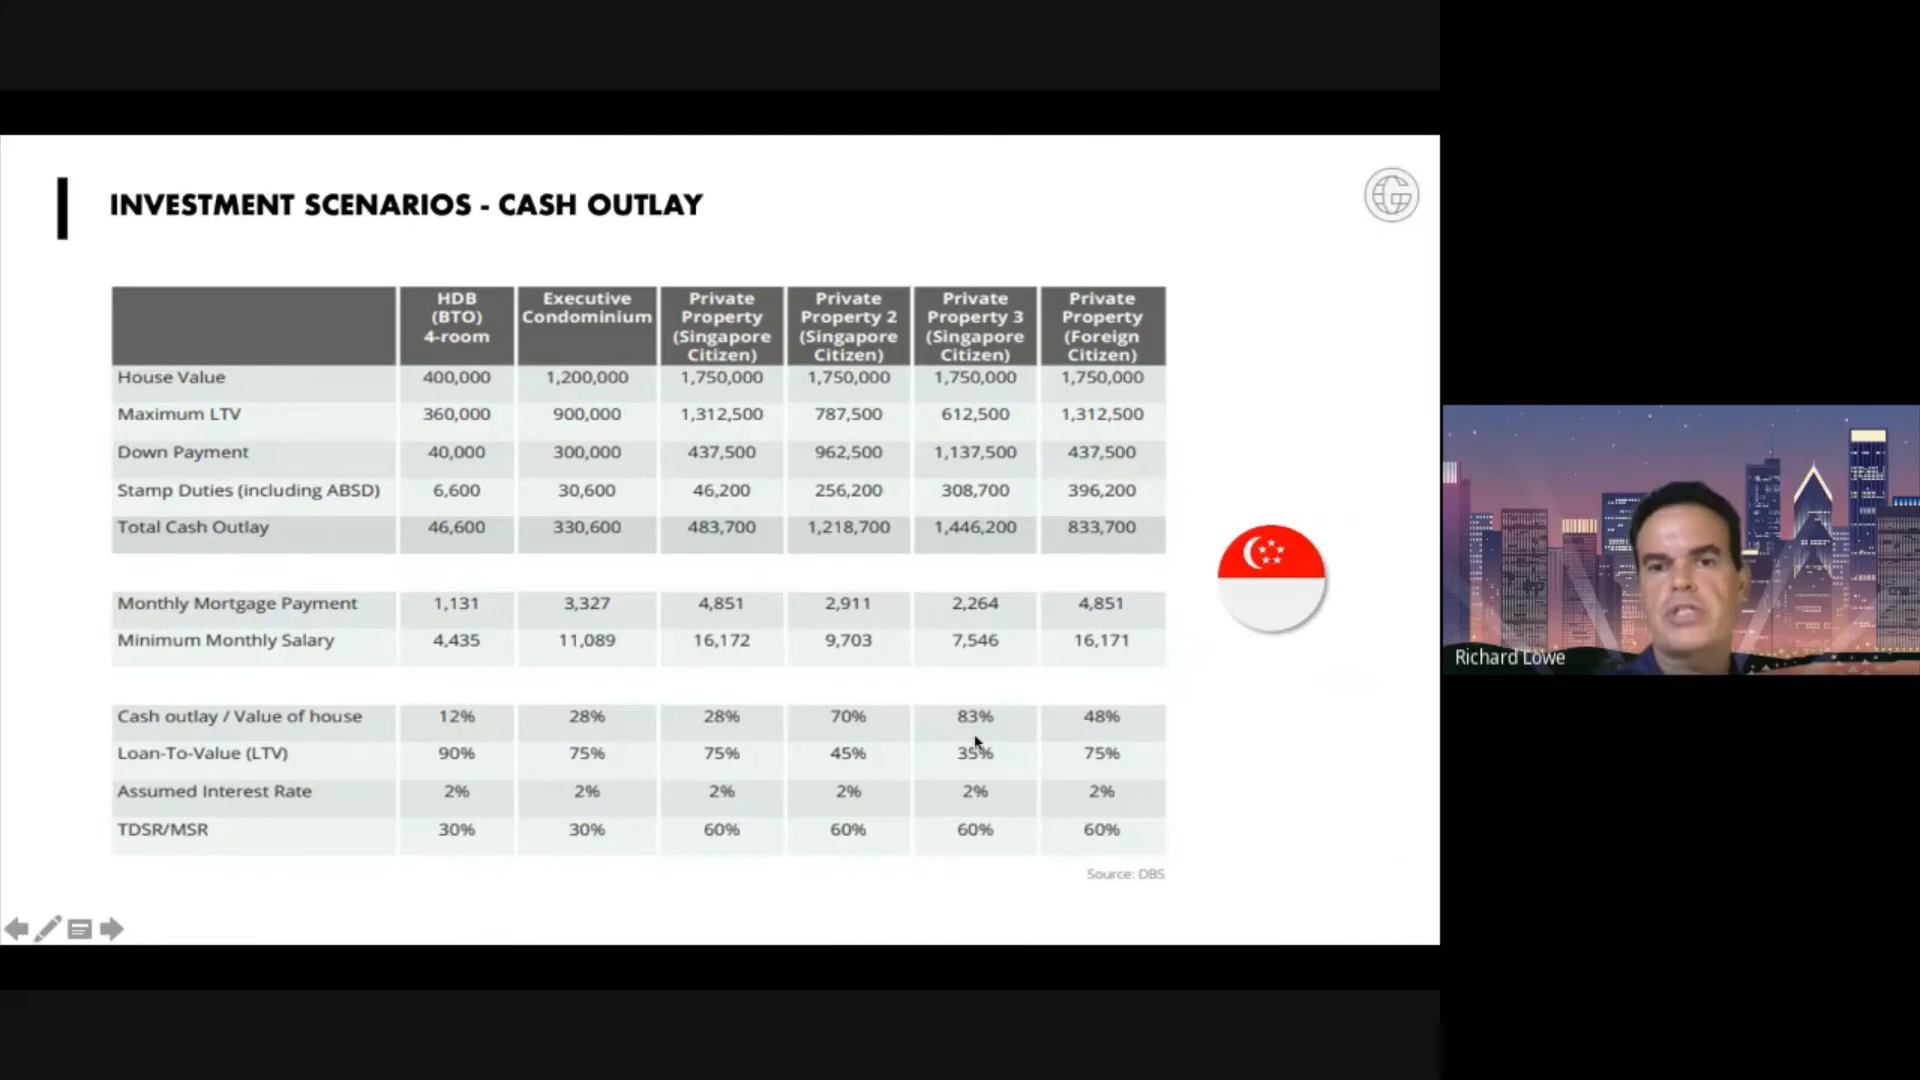 INVESTMENT SCENARIOS - CASH OUTLAY
HDB (BTO) 4-room | Executive Condominium | Private Property (Singapore Citizen) | Private Property 2 (Singapore Citizen) | Private Property 3 (Singapore Citizen) | Private Property (Foreign Citizen)
House Value 400,000 1,200,000 1,750,000 1,750,000 1,750,000 1,750,000
Maximum LTV 360,000 900,000 1,312,500 787,500 612,500 1,312,500
Down Payment 40,000 300,000 437,500 962,500 1,137,500 437,500
Stamp Duties (including ABSD) 6,600 30,600 46,200 256,200 308,700 396,200
Total Cash Outlay 46,600 330,600 483,700 1,218,700 1,446,200 833,700
Monthly Mortgage Payment 1,131 3,327 4,851 2,911 2,264 4,851
Minimum Monthly Salary 4,435 11,089 16,172 9,703 7,546 16,171
Cash outlay / Value of house 12% 28% 28% 70% 83% 48%
Loan-To-Value (LTV) 90% 75% 75% 45% 35% 75%
Assumed Interest Rate 2% 2% 2% 2% 2% 2%
TDSR/MSR 30% 30% 60% 60% 60% 60%
Source: DBS
Richard Lowe